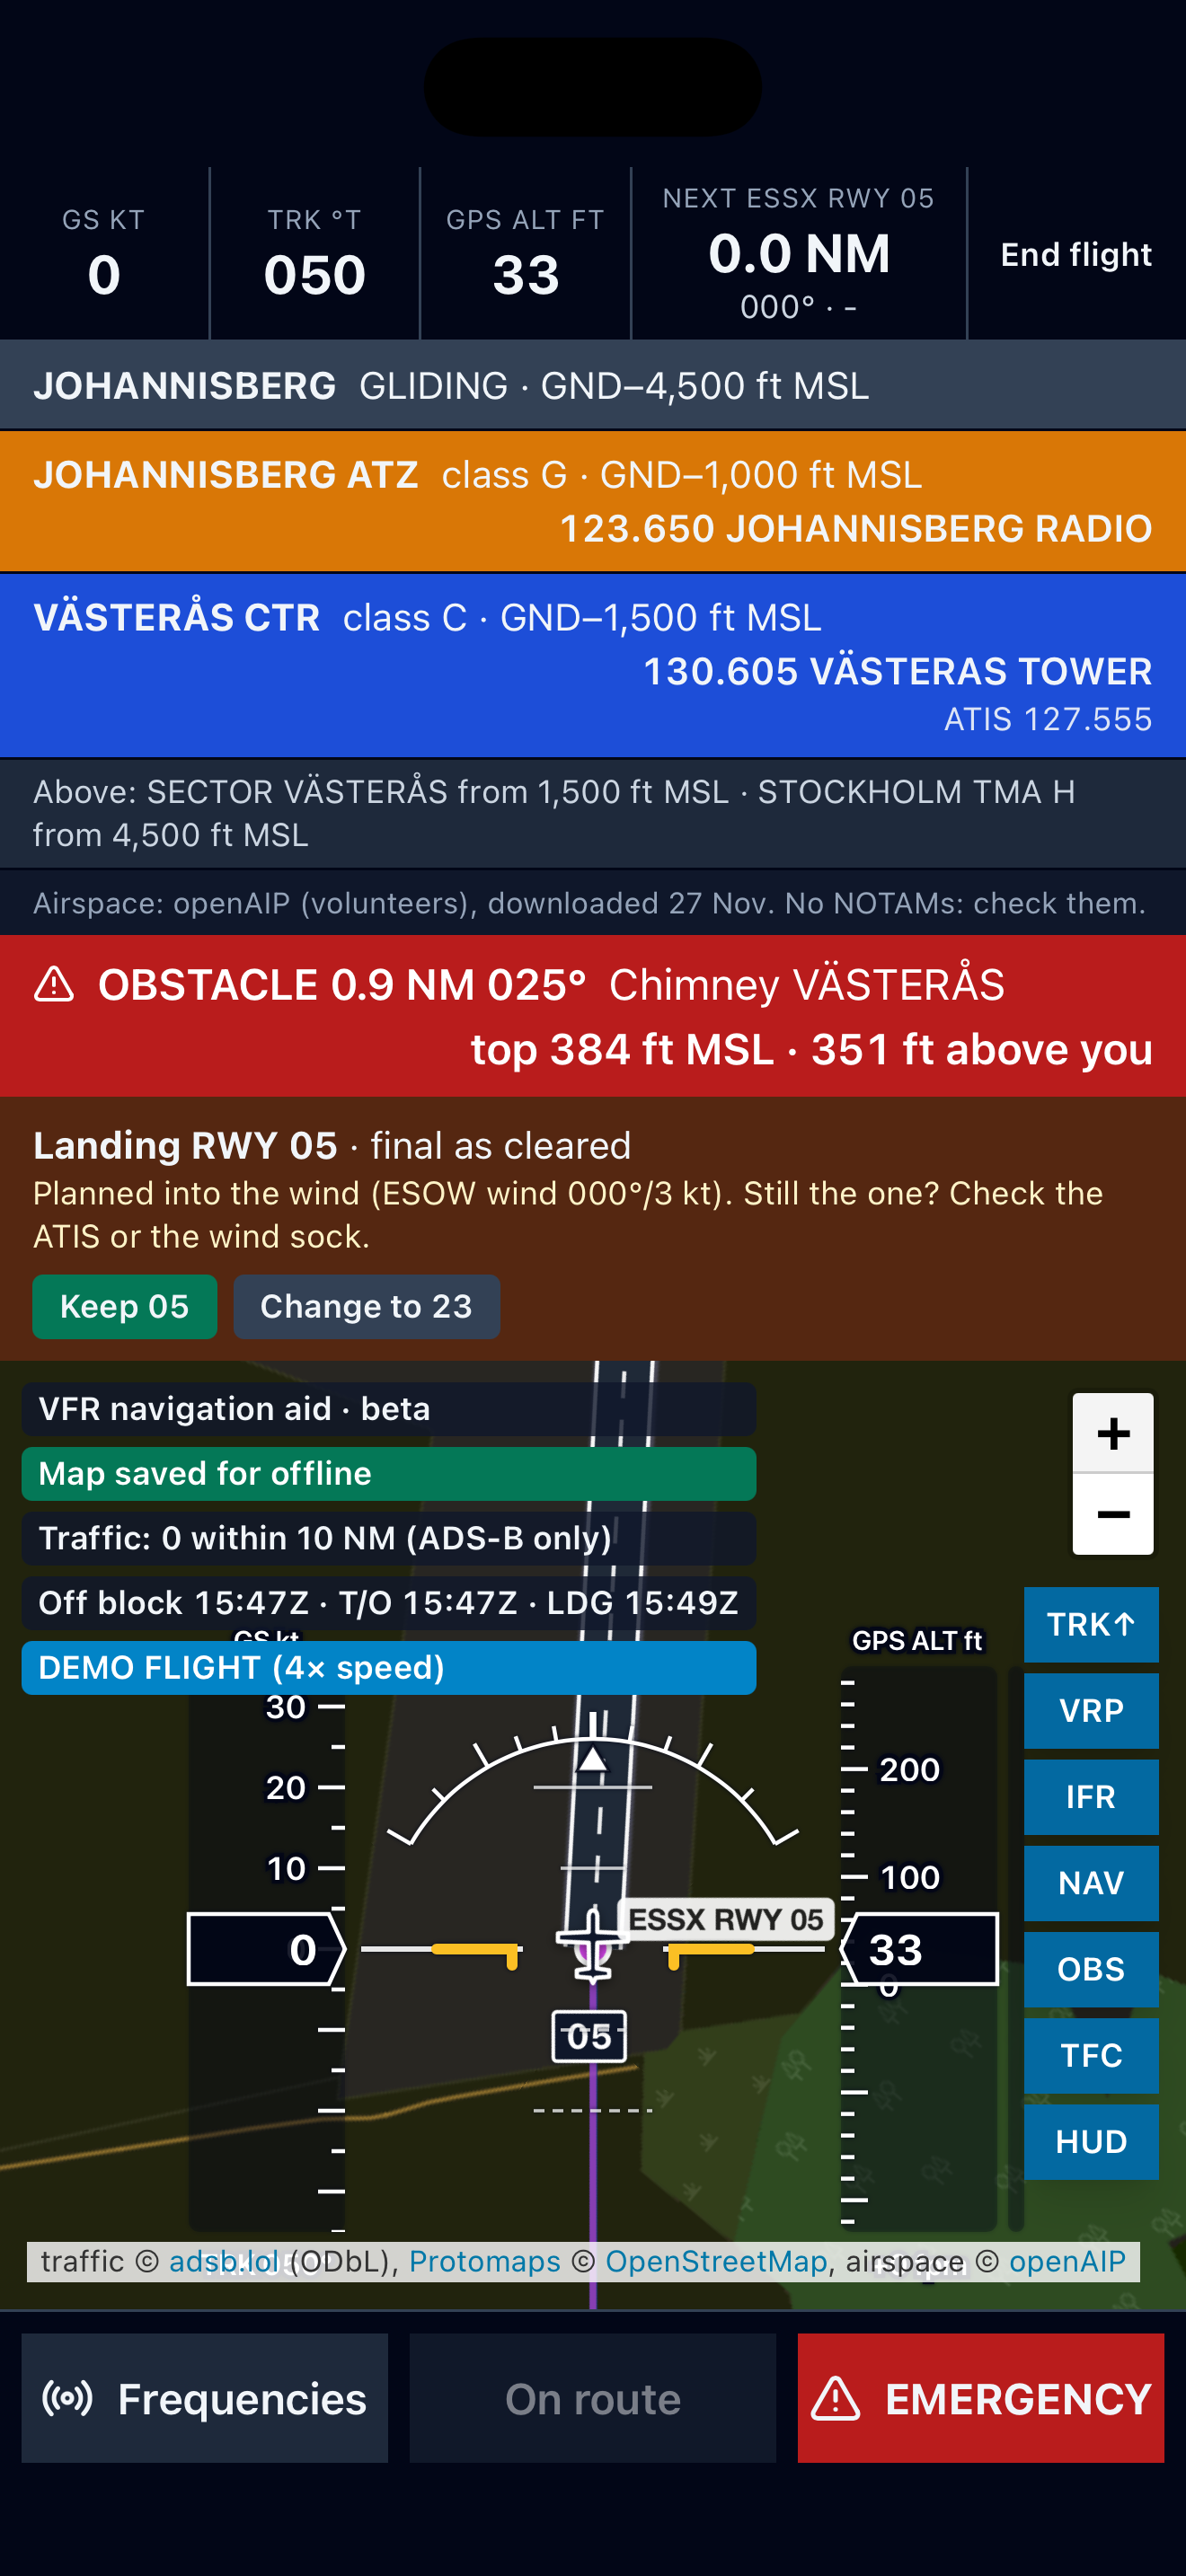 GS KT
0
TRK °T
050
GPS ALT FT
33
NEXT ESSX RWY 05
0.0 NM
000° · -
End flight
JOHANNISBERG GLIDING · GND–4,500 ft MSL
JOHANNISBERG ATZ class G · GND–1,000 ft MSL
123.650 JOHANNISBERG RADIO
VÄSTERÅS CTR class C · GND–1,500 ft MSL
130.605 VÄSTERAS TOWER
ATIS 127.555
Above: SECTOR VÄSTERÅS from 1,500 ft MSL · STOCKHOLM TMA H
from 4,500 ft MSL
Airspace: openAIP (volunteers), downloaded 27 Nov. No NOTAMs: check them.
OBSTACLE 0.9 NM 025° Chimney VÄSTERÅS
top 384 ft MSL · 351 ft above you
Landing RWY 05 · final as cleared
Planned into the wind (ESOW wind 000°/3 kt). Still the one? Check the
ATIS or the wind sock.
Keep 05
Change to 23
VFR navigation aid · beta
Map saved for offline
Traffic: 0 within 10 NM (ADS-B only)
Off block 15:47Z · T/O 15:47Z · LDG 15:49Z
GS kt
DEMO FLIGHT (4× speed)
GPS ALT ft
+
−
TRK↑
VRP
IFR
NAV
OBS
TFC
HUD
30
20
10
0
200
100
33
0
ESSX RWY 05
05
traffic © adsb.lol (ODbL), Protomaps © OpenStreetMap, airspace © openAIP
Frequencies
On route
EMERGENCY